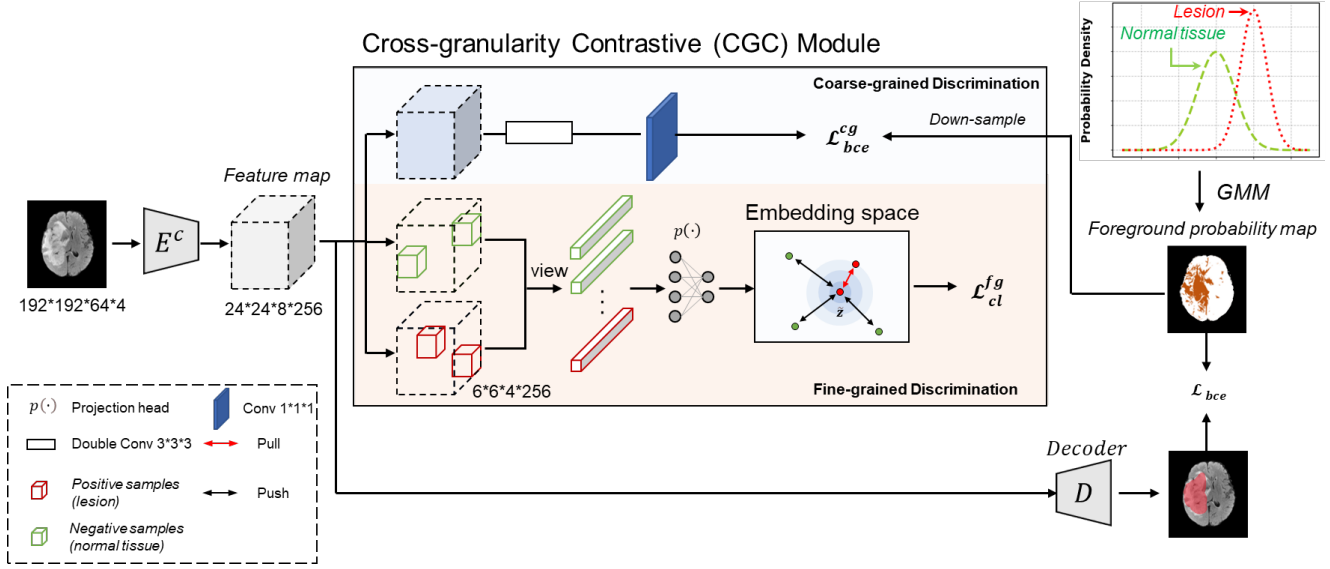 Cross-granularity Contrastive (CGC) Module
Coarse-grained Discrimination
Lesion
Normal tissue
Probability Density
Down-sample
ℒ_{bce}^{cg}
GMM
Foreground probability map
Feature map
E^C
192*192*64*4
24*24*8*256
view
6*6*4*256
p(·)
Embedding space
z̄
ℒ_{cl}^{fg}
Fine-grained Discrimination
ℒ_{bce}
Decoder
D
p(·) Projection head
Conv 1*1*1
Double Conv 3*3*3
Pull
Positive samples
(lesion)
Push
Negative samples
(normal tissue)